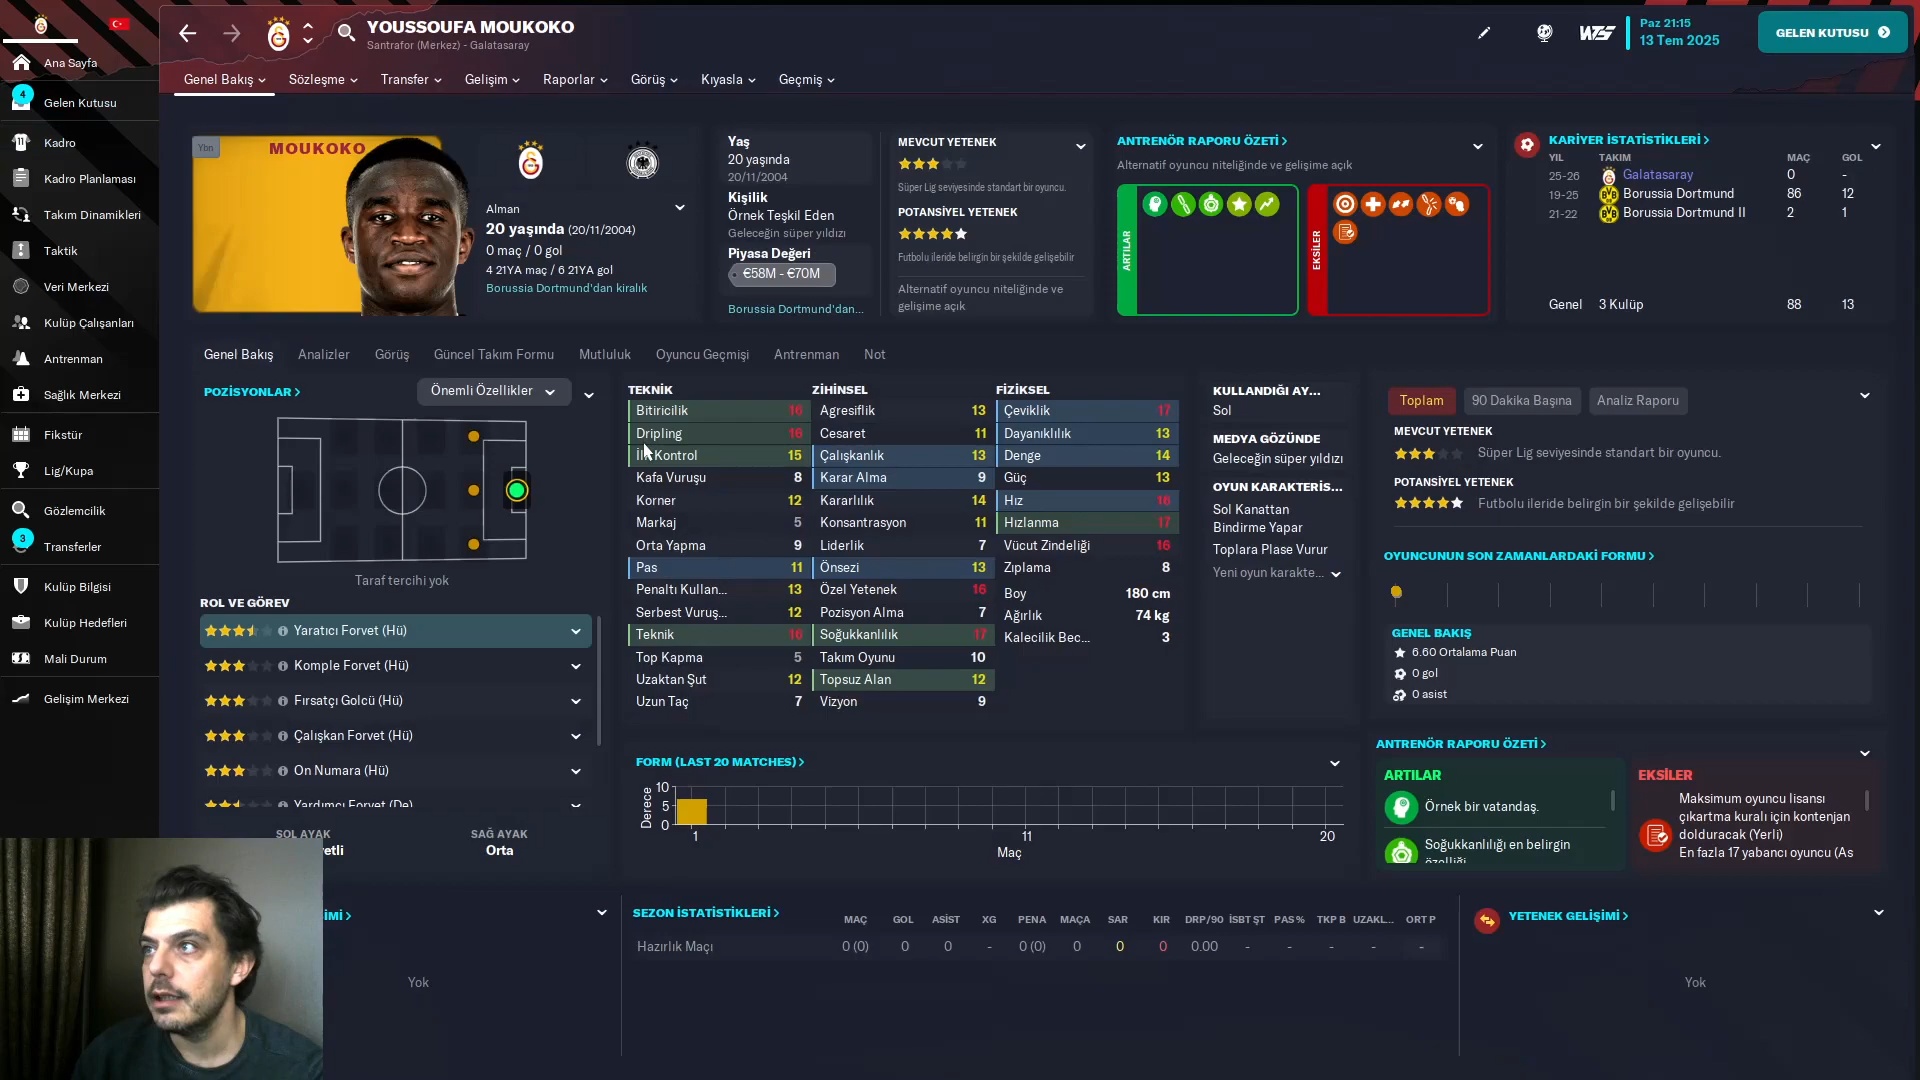 YOUSSOUFA MOUKOKO
Santrafor (Merkez) - Galatasaray
Paz 21:15
13 Tem 2025
GELEN KUTUSU
Ana Sayfa
4
Gelen Kutusu
Kadro
Kadro Planlaması
Takım Dinamikleri
Taktik
Veri Merkezi
Kulüp Çalışanları
Antrenman
Sağlık Merkezi
Fikstür
Lig/Kupa
Gözlemcilik
3
Transferler
Kulüp Bilgisi
Kulüp Hedefleri
Mali Durum
Gelişim Merkezi
Genel Bakış Sözleşme Transfer Gelişim Raporlar Görüş Kıyasla Geçmiş
Ybn
MOUKOKO
Alman
20 yaşında (20/11/2004)
0 maç / 0 gol
4 21YA maç / 6 21YA gol
Borussia Dortmund'dan kiralık
Yaş
20 yaşında
20/11/2004
Kişilik
Örnek Teşkil Eden
Geleceğin süper yıldızı
Piyasa Değeri
€58M - €70M
Borussia Dortmund'dan...
MEVCUT YETENEK
Süper Lig seviyesinde standart bir oyuncu.
POTANSİYEL YETENEK
Futbolu ileride belirgin bir şekilde gelişebilir
Alternatif oyuncu niteliğinde ve
gelişime açık
ANTRENÖR RAPORU ÖZETİ >
Alternatif oyuncu niteliğinde ve gelişime açık
ARTILAR
EKSİLER
KARİYER İSTATİSTİKLERİ >
YIL TAKIM MAÇ GOL
25-26 Galatasaray 0 -
19-25 Borussia Dortmund 86 12
21-22 Borussia Dortmund II 2 1
Genel 3 Kulüp 88 13
Genel Bakış Analizler Görüş Güncel Takım Formu Mutluluk Oyuncu Geçmişi Antrenman Not
POZİSYONLAR >
Önemli Özellikler
Taraf tercihi yok
ROL VE GÖREV
Yaratıcı Forvet (Hü)
Komple Forvet (Hü)
Fırsatçı Golcü (Hü)
Çalışkan Forvet (Hü)
On Numara (Hü)
Yardımcı Forvet (De)
SOL AYAK SAĞ AYAK
Orta
TEKNİK
Bitiricilik 16
Dripling 16
Kontrol 15
Kafa Vuruşu 8
Korner 12
Markaj 5
Orta Yapma 9
Pas 11
Penaltı Kullan... 13
Serbest Vuruş... 12
Teknik 16
Top Kapma 5
Uzaktan Şut 12
Uzun Taç 7
ZİHİNSEL
Agresiflik 13
Cesaret 11
Çalışkanlık 13
Karar Alma 9
Kararlılık 14
Konsantrasyon 11
Liderlik 7
Önsezi 13
Özel Yetenek 16
Pozisyon Alma 7
Soğukkanlılık 17
Takım Oyunu 10
Topsuz Alan 12
Vizyon 9
FİZİKSEL
Çeviklik 17
Dayanıklılık 13
Denge 14
Güç 13
Hız 16
Hızlanma 17
Vücut Zindeliği 16
Zıplama 8
Boy 180 cm
Ağırlık 74 kg
Kalecilik Bec... 3
KULLANDIĞI AY...
Sol
MEDYA GÖZÜNDE
Geleceğin süper yıldızı
OYUN KARAKTERİS...
Sol Kanattan
Bindirme Yapar
Toplara Plase Vurur
Yeni oyun karakte...
Toplam 90 Dakika Başına Analiz Raporu
MEVCUT YETENEK
Süper Lig seviyesinde standart bir oyuncu.
POTANSİYEL YETENEK
Futbolu ileride belirgin bir şekilde gelişebilir
OYUNCUNUN SON ZAMANLARDAKİ FORMU >
GENEL BAKIŞ
6.60 Ortalama Puan
0 gol
0 asist
FORM (LAST 20 MATCHES) >
Derece
10
5
0
1 11 20
Maç
ANTRENÖR RAPORU ÖZETİ >
ARTILAR
Örnek bir vatandaş.
Soğukkanlılığı en belirgin
özelliği
EKSİLER
Maksimum oyuncu lisansı
çıkartma kuralı için kontenjan
dolduracak (Yerli)
En fazla 17 yabancı oyuncu (As
Yok
SEZON İSTATİSTİKLERİ >
MAÇ GOL ASİST XG PENA MAÇA SAR KIR DRP/90 İSBT ŞT PAS % TKP B UZAKL... ORT P
Hazırlık Maçı 0 (0) 0 0 - 0 (0) 0 0 0 0.00 - - - - -
YETENEK GELİŞİMİ >
Yok